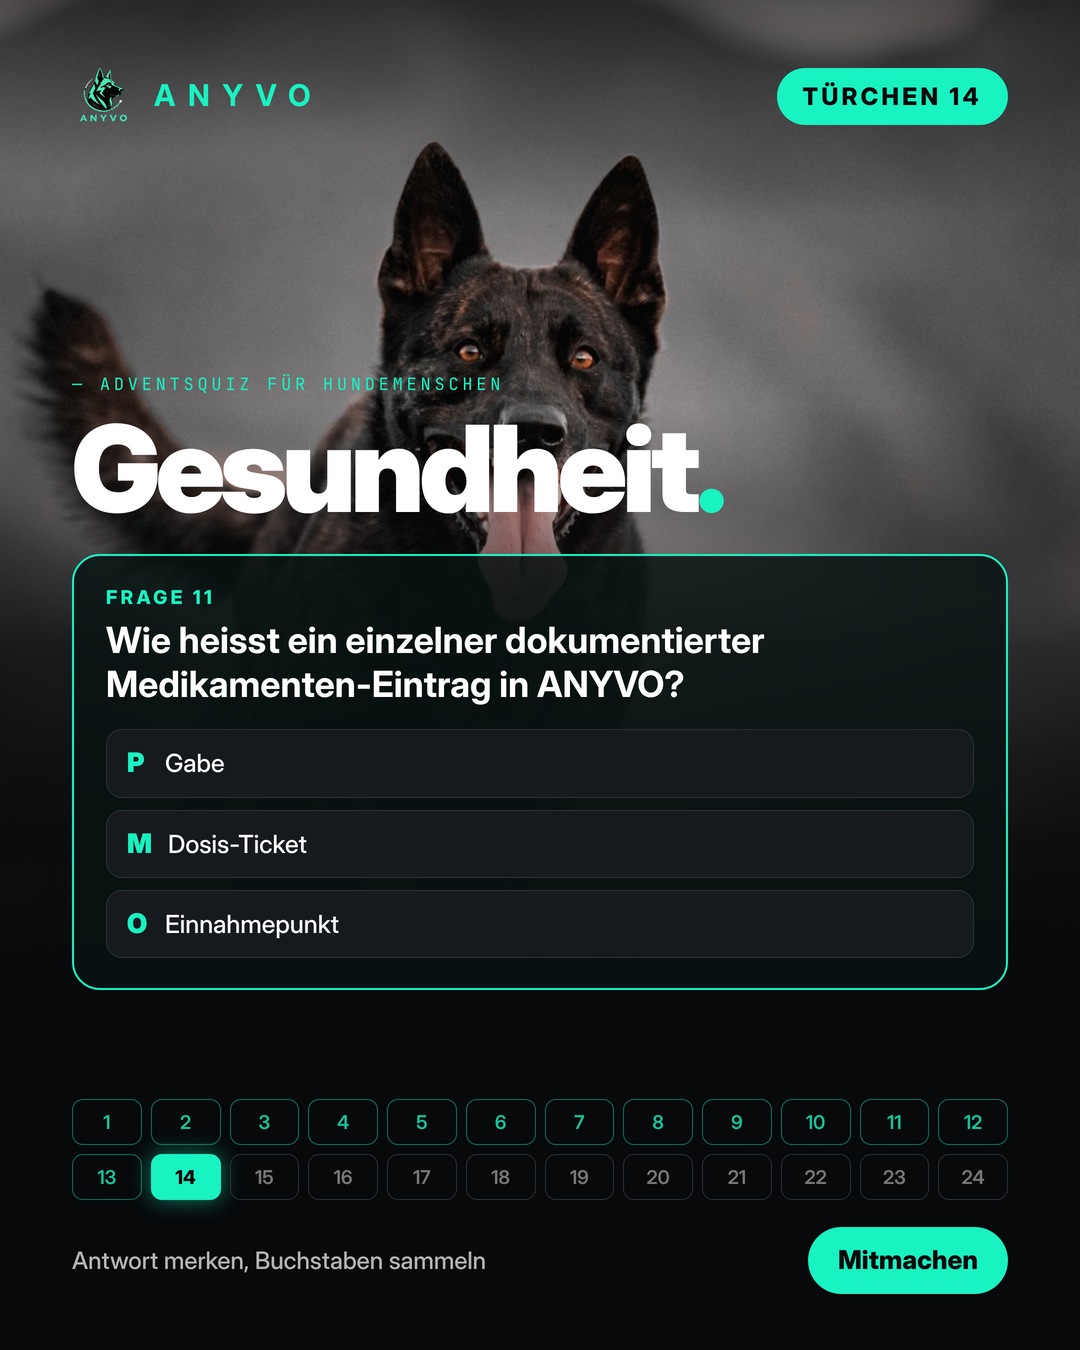 ANYVO
ANYVO
TÜRCHEN 14
— ADVENTSQUIZ FÜR HUNDEMENSCHEN
Gesundheit.
FRAGE 11
Wie heisst ein einzelner dokumentierter
Medikamenten-Eintrag in ANYVO?
P Gabe
M Dosis-Ticket
O Einnahmepunkt
1 2 3 4 5 6 7 8 9 10 11 12
13 14 15 16 17 18 19 20 21 22 23 24
Antwort merken, Buchstaben sammeln
Mitmachen